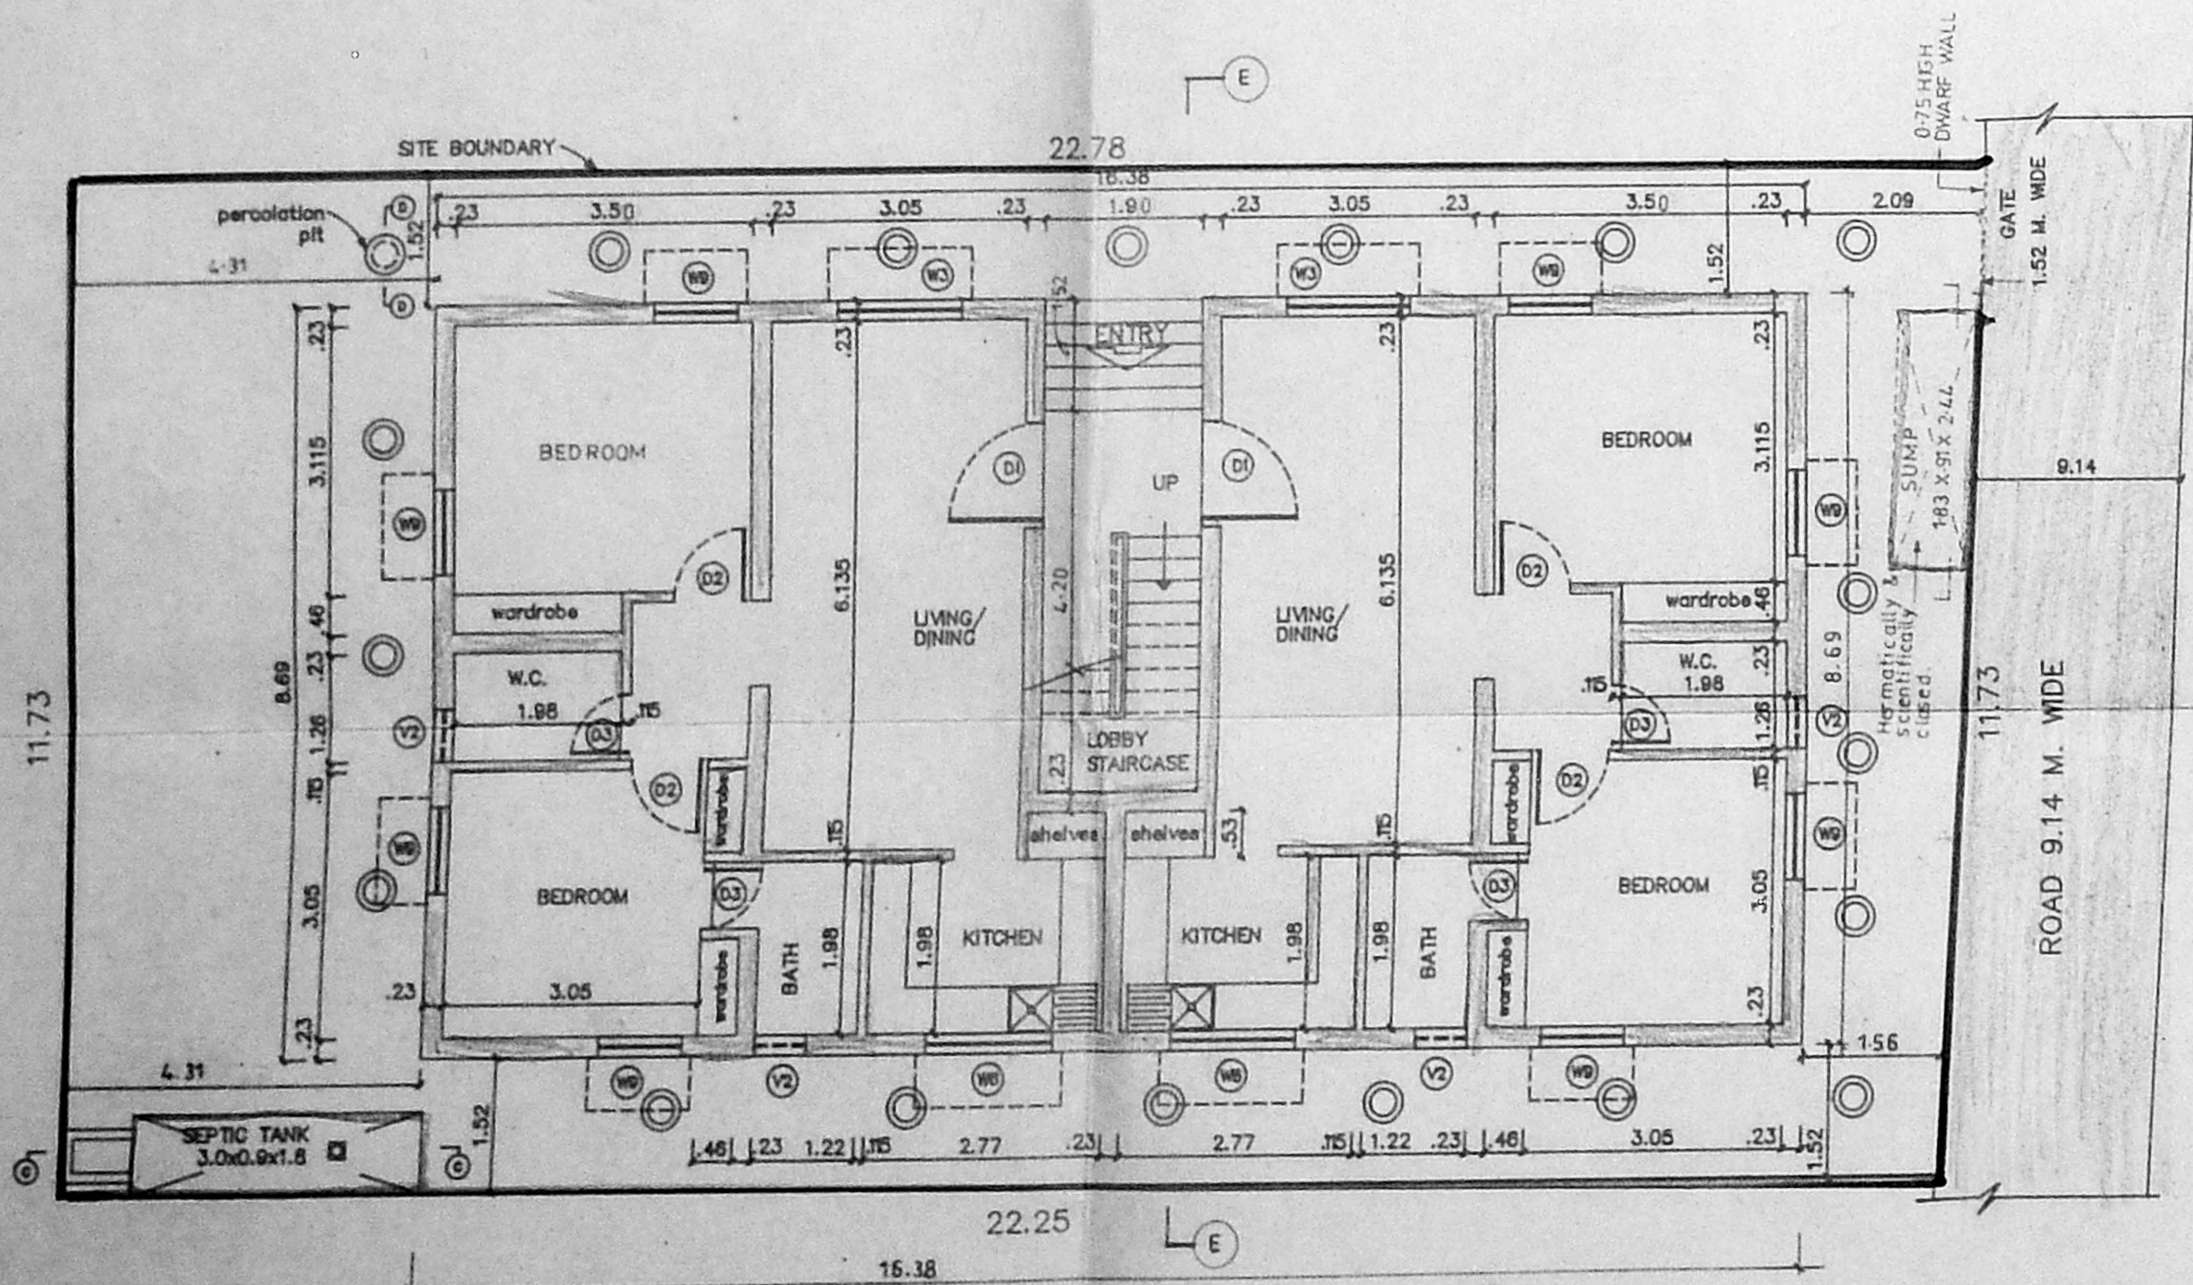 E
0.75 HIGH
DWARF WALL
SITE BOUNDARY
22.78
16.38
percolation
pit
D
D
1.52
.23
3.50
.23
3.05
.23
1.90
.23
3.05
.23
3.50
.23
2.09
GATE
1.52 M. WIDE
4.31
1.52
1.52
W9
W3
W3
W9
ENTRY
.23
.23
.23
.23
BEDROOM
D1
UP
D1
BEDROOM
3.115
3.115
SUMP
1.83 X .91 X 2.44
9.14
W9
W9
D2
D2
wardrobe
.46
wardrobe
.46
6.135
LIVING/
DINING
4.20
LIVING/
DINING
6.135
8.69
.23
W.C.
1.98
.115
D3
1.26
V2
W.C.
.23
1.98
.115
D3
1.26
V2
8.69
Hermatically &
scientifically
closed.
11.73
11.73
ROAD 9.14 M. WIDE
LOBBY
STAIRCASE
.23
.115
D2
wardrobe
wardrobe
D2
.115
W9
.115
shelves
shelves
.53
.115
W9
3.05
BEDROOM
D3
D3
BEDROOM
3.05
wardrobe
BATH
1.98
1.98
KITCHEN
KITCHEN
1.98
1.98
BATH
wardrobe
.23
3.05
.23
.23
4.31
W9
V2
W6
W6
V2
W9
1.56
SEPTIC TANK
3.0x0.9x1.8
C
C
1.52
.46
.23
1.22
.115
2.77
.23
2.77
.115
1.22
.23
.46
3.05
.23
1.52
22.25
E
16.38